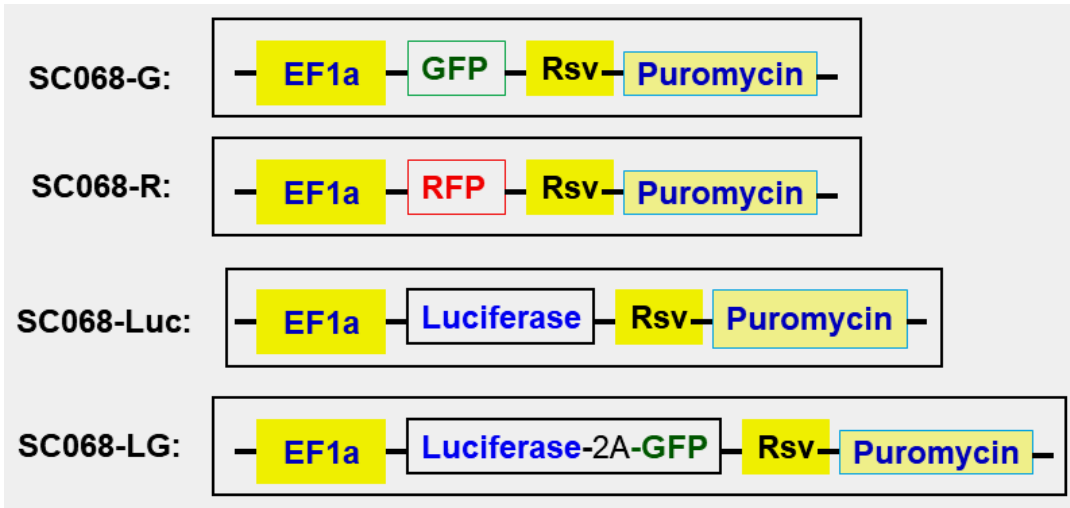 SC068-G: EF1a GFP Rsv Puromycin
SC068-R: EF1a RFP Rsv Puromycin
SC068-Luc: EF1a Luciferase Rsv Puromycin
SC068-LG: EF1a Luciferase-2A-GFP Rsv Puromycin